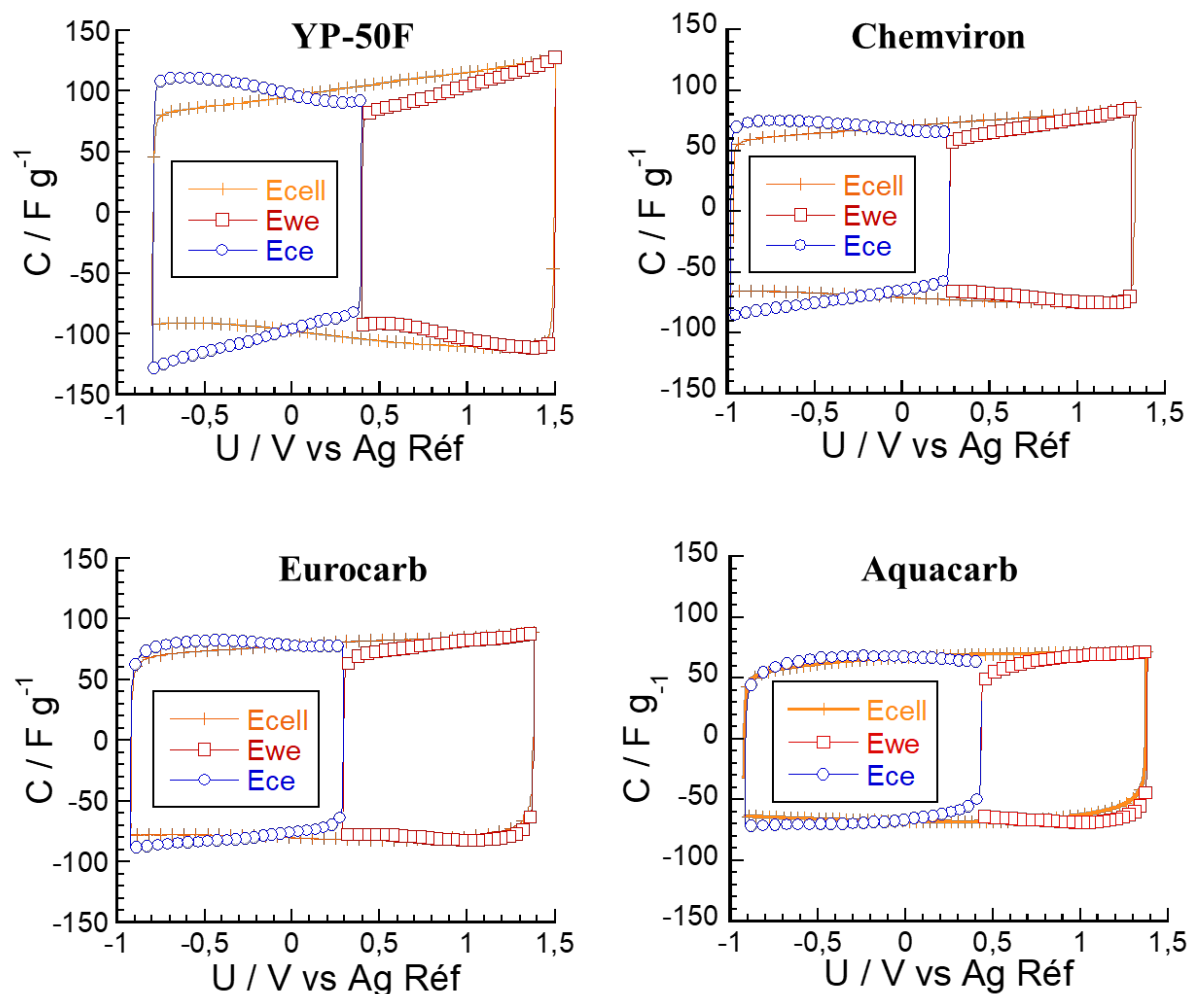 YP-50F
150
100
50
0
-50
-100
-150
C / F g-1
Ecell
Ewe
Ece
-1
-0,5
0
0,5
1
1,5
U / V vs Ag Réf
Chemviron
150
100
50
0
-50
-100
-150
C / F g-1
Ecell
Ewe
Ece
-1
-0,5
0
0,5
1
1,5
U / V vs Ag Réf
Eurocarb
150
100
50
0
-50
-100
-150
C / F g-1
Ecell
Ewe
Ece
-1
-0,5
0
0,5
1
1,5
U / V vs Ag Réf
Aquacarb
150
100
50
0
-50
-100
-150
C / F g-1
Ecell
Ewe
Ece
-1
-0,5
0
0,5
1
1,5
U / V vs Ag Réf